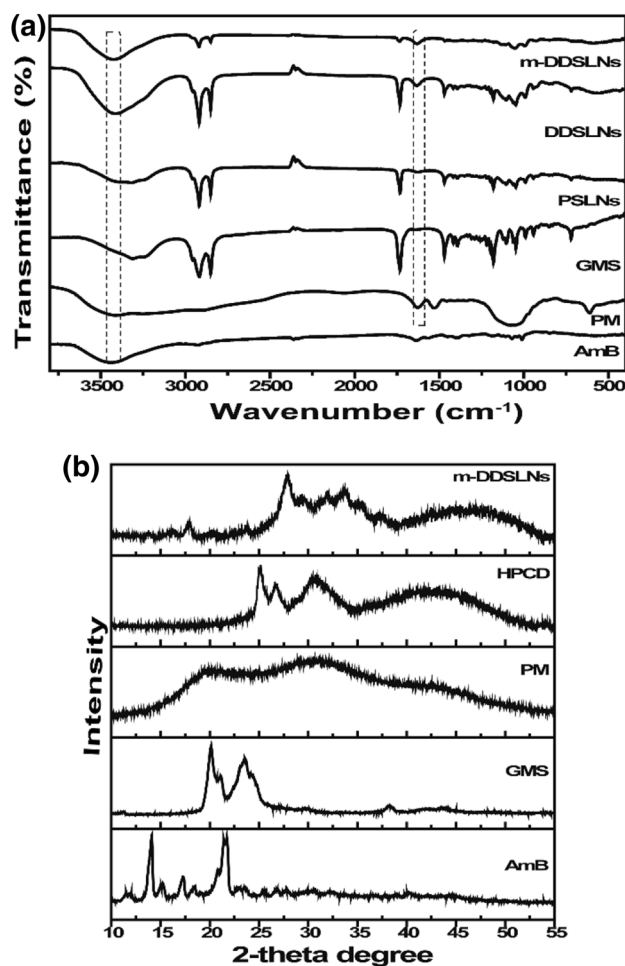 (a)
Transmittance (%)
m-DDSLNs
DDSLNs
PSLNs
GMS
PM
AmB
3500 3000 2500 2000 1500 1000 500
Wavenumber (cm⁻¹)
(b)
Intensity
m-DDSLNs
HPCD
PM
GMS
AmB
10 15 20 25 30 35 40 45 50 55
2-theta degree